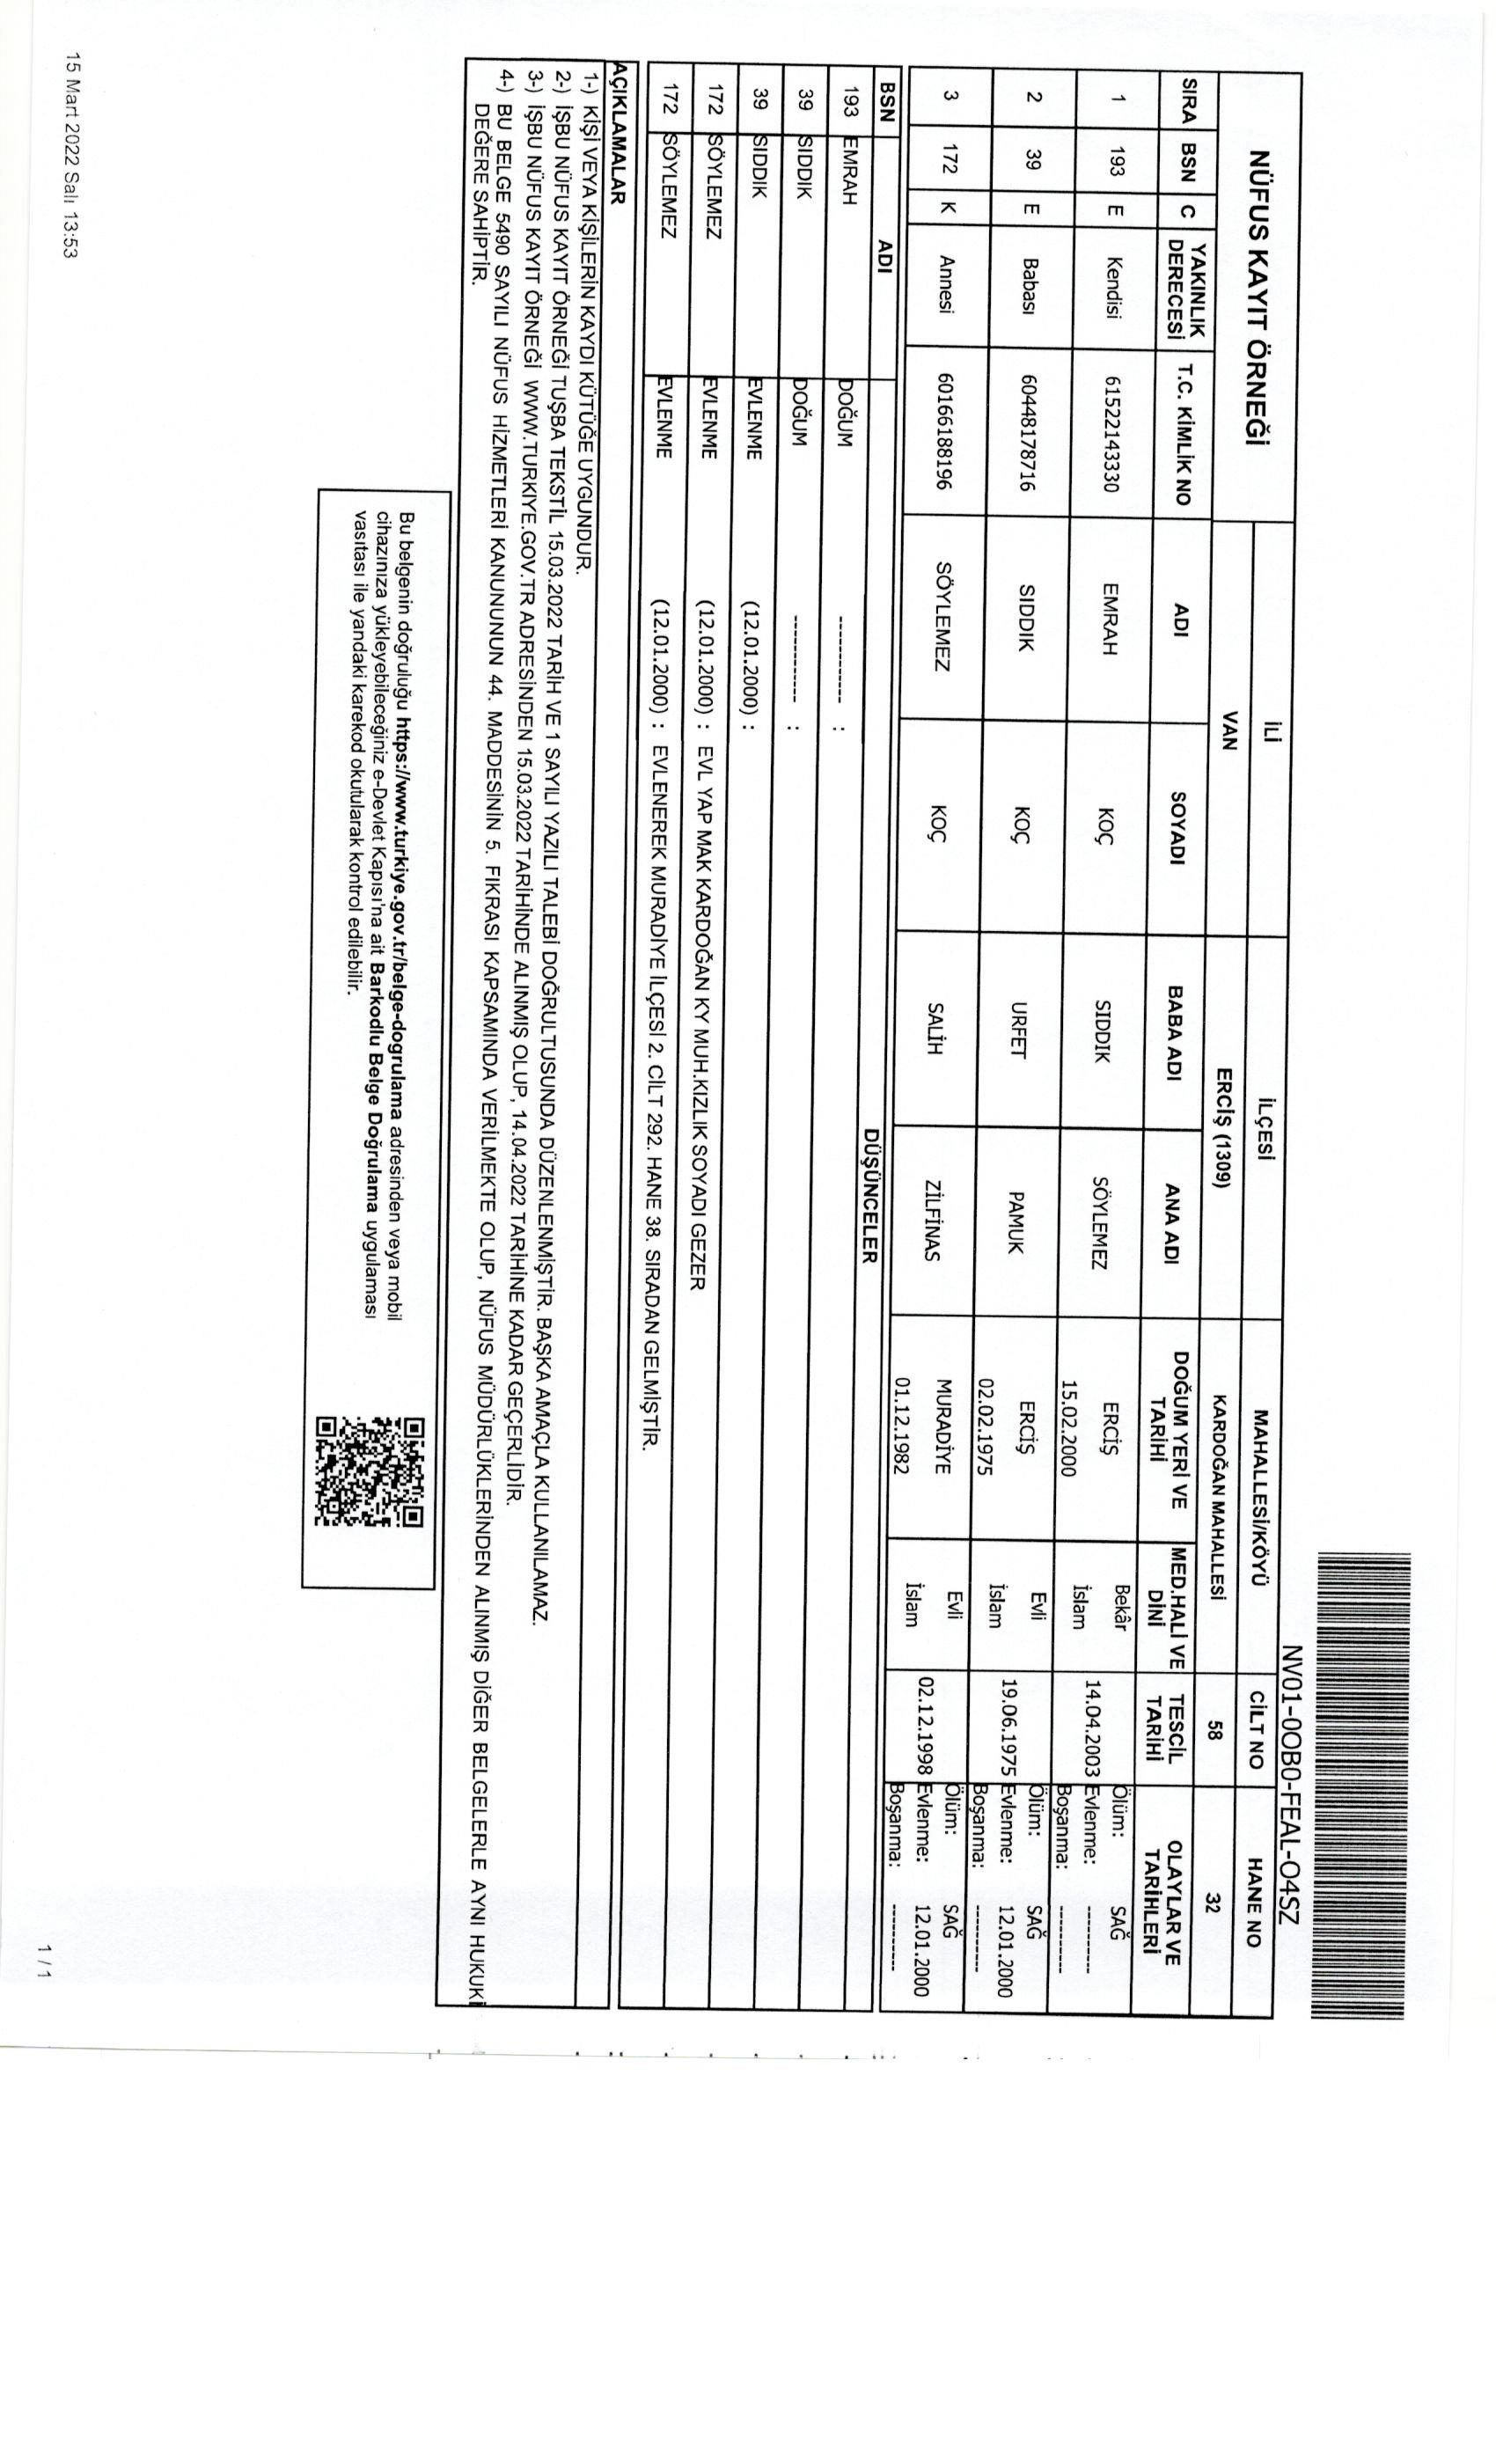 NV01-0OB0-FEAL-O4SZ
NÜFUS KAYIT ÖRNEĞİ
İLİ İLÇESİ MAHALLESİ/KÖYÜ CİLT NO HANE NO
VAN ERCİŞ (1309) KARDOĞAN MAHALLESİ 58 32
SIRA BSN C YAKINLIK DERECESİ T.C. KİMLİK NO ADI SOYADI BABA ADI ANA ADI DOĞUM YERİ VE TARİHİ MED.HALİ VE DİNİ TESCİL TARİHİ OLAYLAR VE TARİHLERİ
1 193 E Kendisi 61522143330 EMRAH KOÇ SIDDIK SÖYLEMEZ ERCİŞ 15.02.2000 Bekâr İslam 14.04.2003 Ölüm: SAĞ Evlenme: ---------- Boşanma: ----------
2 39 E Babası 60448178716 SIDDIK KOÇ URFET PAMUK ERCİŞ 02.02.1975 Evli İslam 19.06.1975 Ölüm: SAĞ Evlenme: 12.01.2000 Boşanma: ----------
3 172 K Annesi 60166188196 SÖYLEMEZ KOÇ SALİH ZİLFİNAS MURADİYE 01.12.1982 Evli İslam 02.12.1998 Ölüm: SAĞ Evlenme: 12.01.2000 Boşanma: ----------
BSN ADI DÜŞÜNCELER
193 EMRAH DOĞUM ------------ :
39 SIDDIK DOĞUM ------------ :
39 SIDDIK EVLENME (12.01.2000) :
172 SÖYLEMEZ EVLENME (12.01.2000) : EVL YAP MAK KARDOĞAN KY MUH.KIZLIK SOYADI GEZER
172 SÖYLEMEZ EVLENME (12.01.2000) : EVLENEREK MURADİYE İLÇESİ 2. CİLT 292. HANE 38. SIRADAN GELMİŞTİR.
AÇIKLAMALAR
1-) KİŞİ VEYA KİŞİLERİN KAYDI KÜTÜĞE UYGUNDUR.
2-) İŞBU NÜFUS KAYIT ÖRNEĞİ TUŞBA TEKSTİL 15.03.2022 TARİH VE 1 SAYILI YAZILI TALEBİ DOĞRULTUSUNDA DÜZENLENMİŞTİR. BAŞKA AMAÇLA KULLANILAMAZ.
3-) İŞBU NÜFUS KAYIT ÖRNEĞİ WWW.TURKIYE.GOV.TR ADRESİNDEN 15.03.2022 TARİHİNDE ALINMIŞ OLUP, 14.04.2022 TARİHİNE KADAR GEÇERLİDİR.
4-) BU BELGE 5490 SAYILI NÜFUS HİZMETLERİ KANUNUNUN 44. MADDESİNİN 5. FIKRASI KAPSAMINDA VERİLMEKTE OLUP, NÜFUS MÜDÜRLÜKLERİNDEN ALINMIŞ DİĞER BELGELERLE AYNI HUKUKİ
DEĞERE SAHİPTİR.
Bu belgenin doğruluğu https://www.turkiye.gov.tr/belge-dogrulama adresinden veya mobil
cihazınıza yükleyebileceğiniz e-Devlet Kapısı'na ait Barkodlu Belge Doğrulama uygulaması
vasıtası ile yandaki karekod okutularak kontrol edilebilir.
15 Mart 2022 Salı 13:53
1 / 1